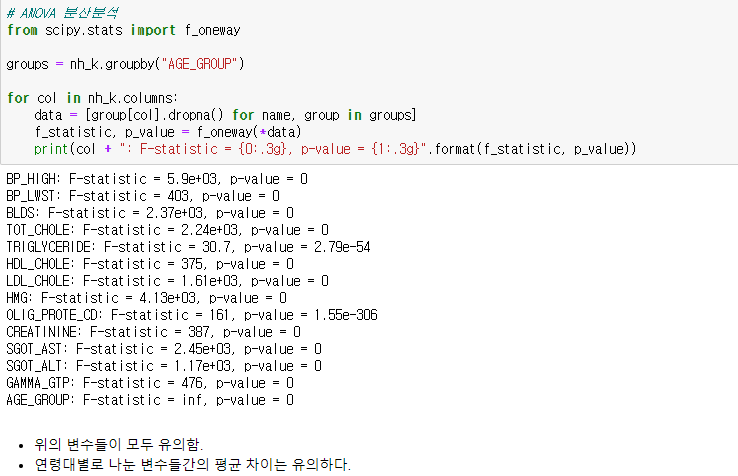 # ANOVA 분산분석
from scipy.stats import f_oneway
groups = nh_k.groupby("AGE_GROUP")
for col in nh_k.columns:
    data = [group[col].dropna() for name, group in groups]
    f_statistic, p_value = f_oneway(*data)
    print(col + ": F-statistic = {0:.3g}, p-value = {1:.3g}".format(f_statistic, p_value))
BP_HIGH: F-statistic = 5.9e+03, p-value = 0
BP_LWST: F-statistic = 403, p-value = 0
BLDS: F-statistic = 2.37e+03, p-value = 0
TOT_CHOLE: F-statistic = 2.24e+03, p-value = 0
TRIGLYCERIDE: F-statistic = 30.7, p-value = 2.79e-54
HDL_CHOLE: F-statistic = 375, p-value = 0
LDL_CHOLE: F-statistic = 1.61e+03, p-value = 0
HMG: F-statistic = 4.13e+03, p-value = 0
OLIG_PROTE_CD: F-statistic = 161, p-value = 1.55e-306
CREATININE: F-statistic = 387, p-value = 0
SGOT_AST: F-statistic = 2.45e+03, p-value = 0
SGOT_ALT: F-statistic = 1.17e+03, p-value = 0
GAMMA_GTP: F-statistic = 476, p-value = 0
AGE_GROUP: F-statistic = inf, p-value = 0
• 위의 변수들이 모두 유의함.
• 연령대별로 나눈 변수들간의 평균 차이는 유의하다.